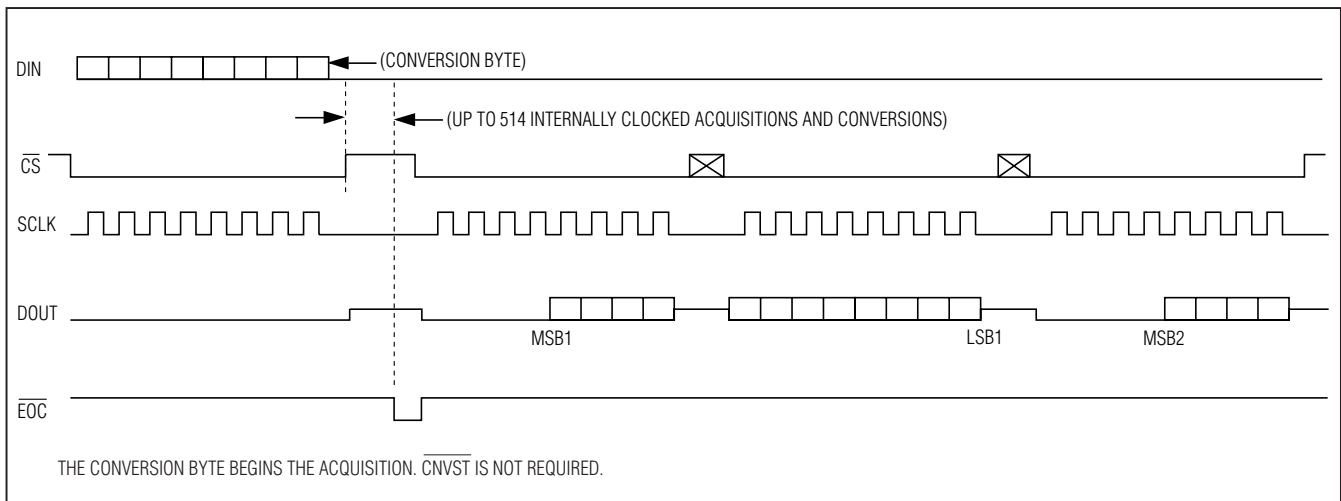 DIN
(CONVERSION BYTE)
(UP TO 514 INTERNALLY CLOCKED ACQUISITIONS AND CONVERSIONS)
CS
SCLK
DOUT
MSB1
LSB1
MSB2
EOC
THE CONVERSION BYTE BEGINS THE ACQUISITION. CNVST IS NOT REQUIRED.